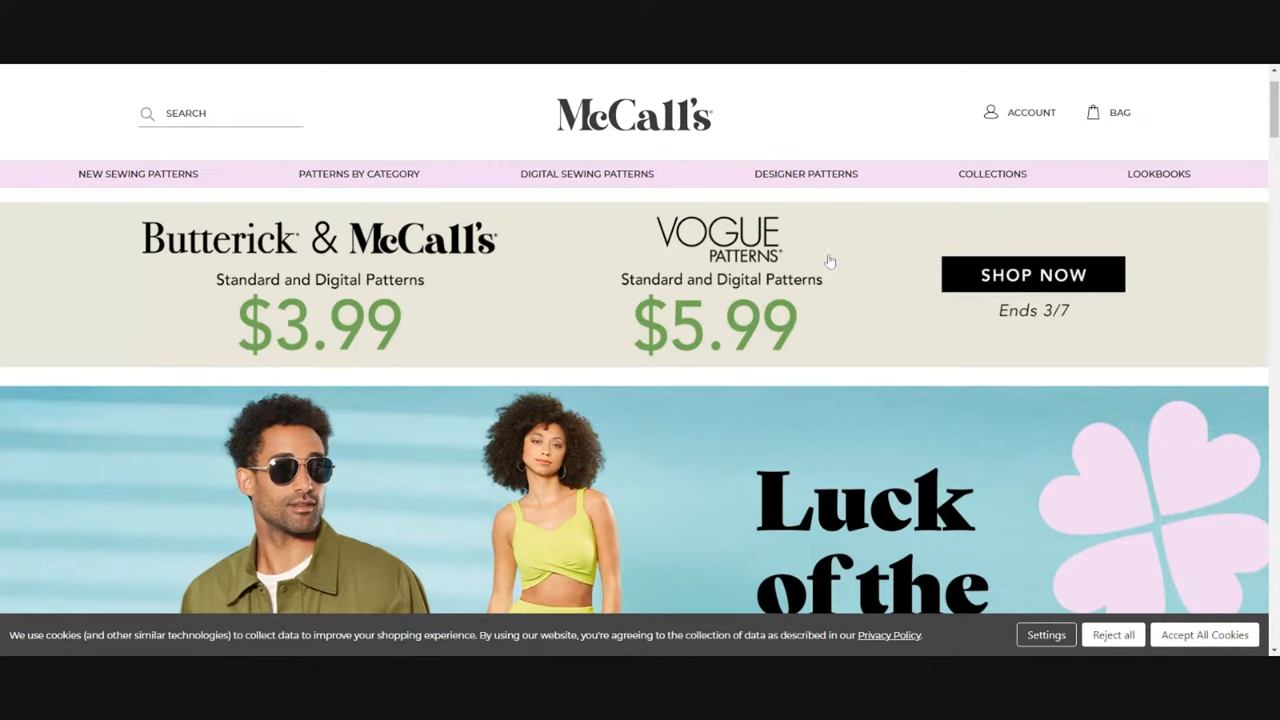 SEARCH
McCall's®
ACCOUNT
BAG
NEW SEWING PATTERNS
PATTERNS BY CATEGORY
DIGITAL SEWING PATTERNS
DESIGNER PATTERNS
COLLECTIONS
LOOKBOOKS
Butterick® & McCall's®
Standard and Digital Patterns
$3.99
VOGUE
PATTERNS®
Standard and Digital Patterns
$5.99
SHOP NOW
Ends 3/7
Luck
of the
We use cookies (and other similar technologies) to collect data to improve your shopping experience. By using our website, you're agreeing to the collection of data as described in our Privacy Policy.
Settings
Reject all
Accept All Cookies